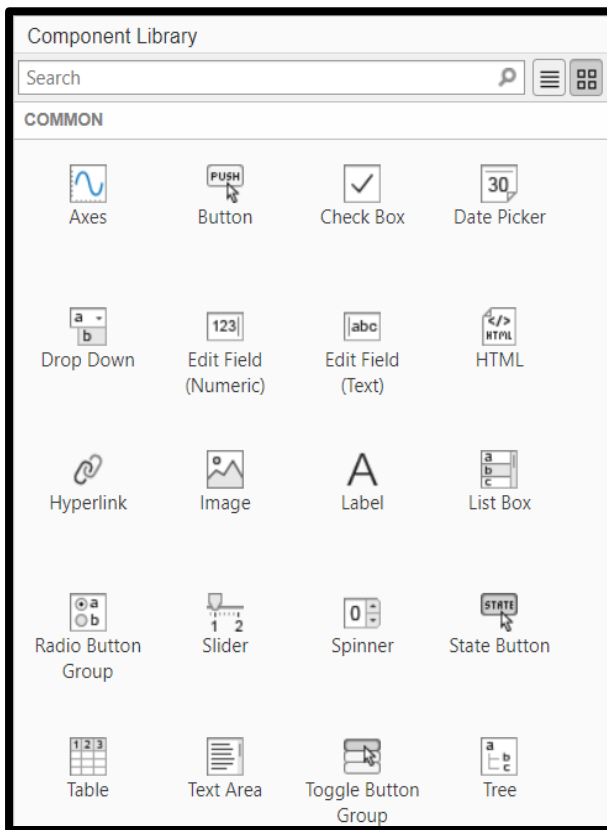 Component Library
Search
COMMON
PUSH
30
Axes
Button
Check Box
Date Picker
a
b
123
abc
</>
HTML
Drop Down
Edit Field
(Numeric)
Edit Field
(Text)
HTML
A
a
b
c
Hyperlink
Image
Label
List Box
a
b
1 2
0
STATE
Radio Button
Group
Slider
Spinner
State Button
1 2 3
a
b
c
Table
Text Area
Toggle Button
Group
Tree